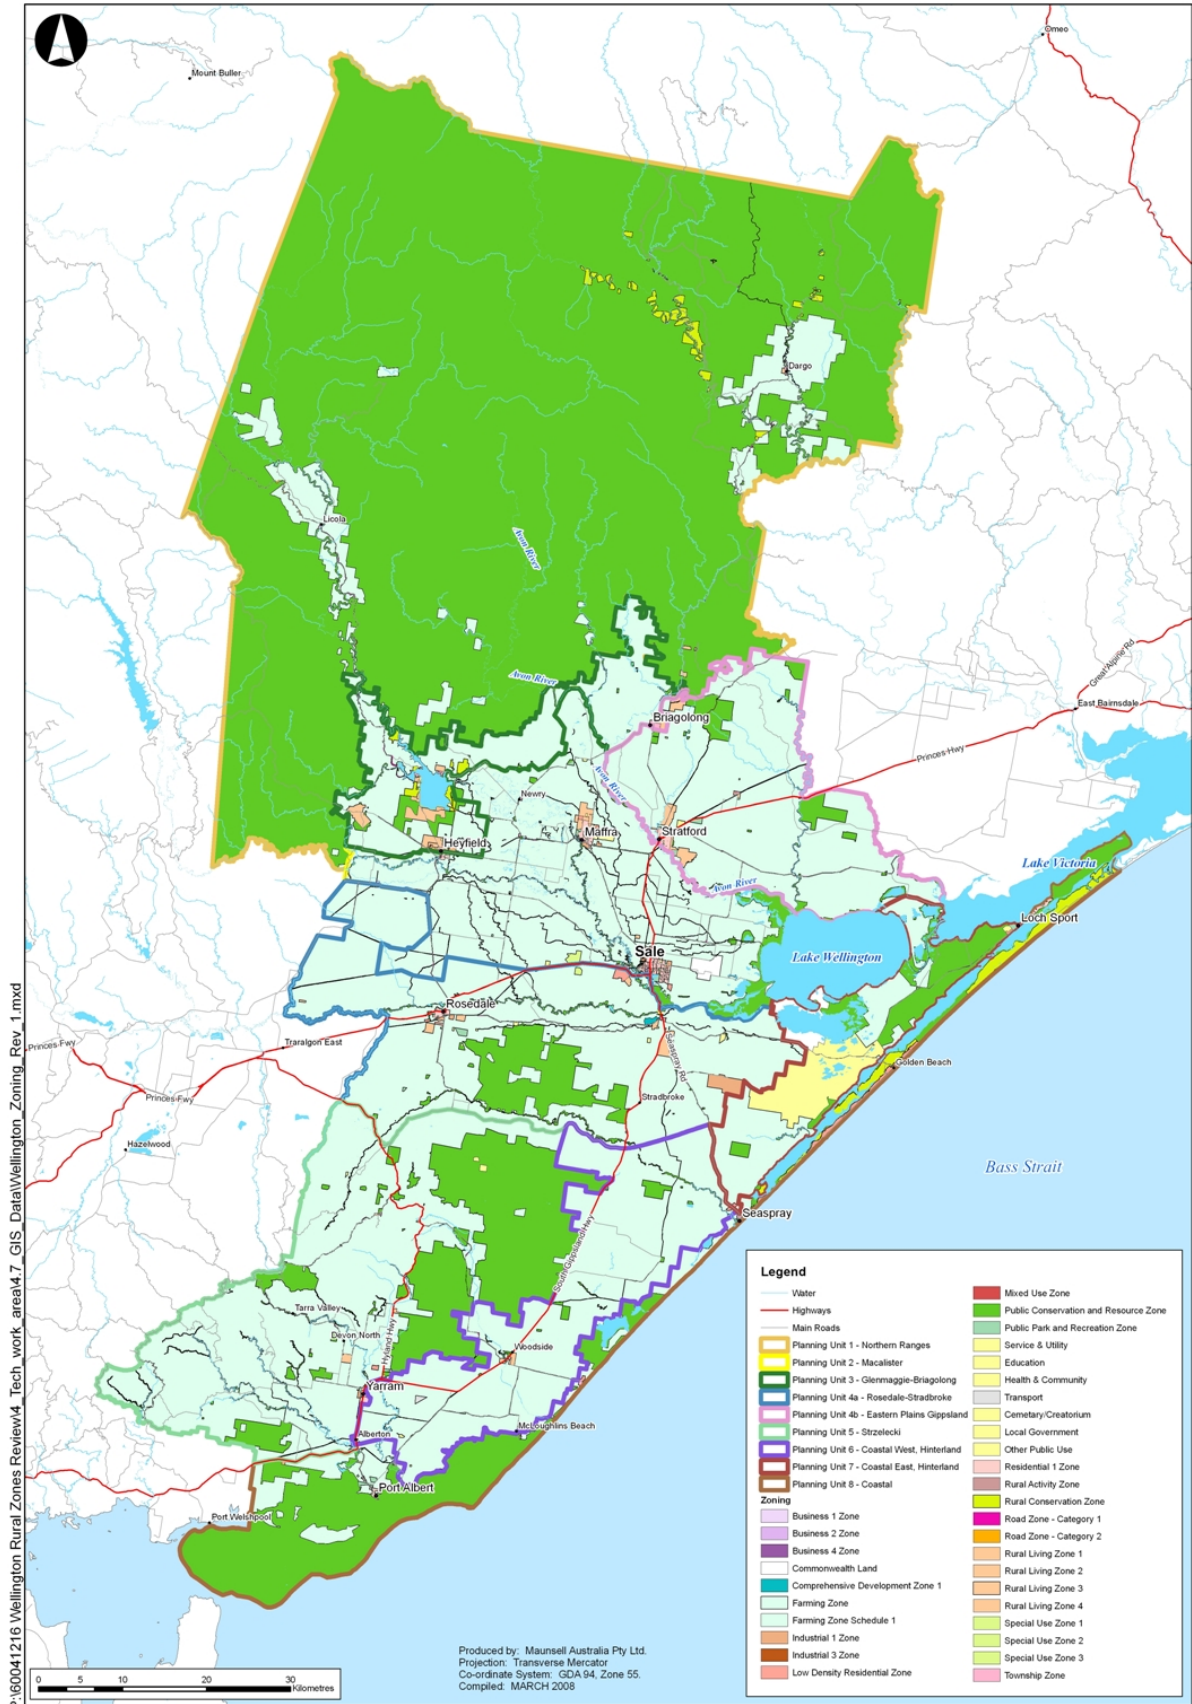 Omeo
Mount Buller
Dargo
Licola
Avon River
Avon River
Great Alpine Rd
East Bairnsdale
Briagolong
Princes Hwy
Avon River
Newry
Maffra
Stratford
Heyfield
Lake Victoria
Avon River
Loch Sport
Sale
Lake Wellington
Rosedale
Princes Fwy
Traralgon East
Seaspray Rd
Golden Beach
Princes Fwy
Stradbroke
Hazelwood
Bass Strait
Seaspray
South Gippsland Hwy
Tarra Valley
Devon North
Hyland Hwy
Woodside
Yarram
McLoughlins Beach
Alberton
Port Albert
Port Welshpool
P:\60041216 Wellington Rural Zones Review\4_Tech_work_area\4.7_GIS_Data\Wellington_Zoning_Rev_1.mxd
Legend
Water
Highways
Main Roads
Planning Unit 1 - Northern Ranges
Planning Unit 2 - Macalister
Planning Unit 3 - Glenmaggie-Briagolong
Planning Unit 4a - Rosedale-Stradbroke
Planning Unit 4b - Eastern Plains Gippsland
Planning Unit 5 - Strzelecki
Planning Unit 6 - Coastal West, Hinterland
Planning Unit 7 - Coastal East, Hinterland
Planning Unit 8 - Coastal
Zoning
Business 1 Zone
Business 2 Zone
Business 4 Zone
Commonwealth Land
Comprehensive Development Zone 1
Farming Zone
Farming Zone Schedule 1
Industrial 1 Zone
Industrial 3 Zone
Low Density Residential Zone
Mixed Use Zone
Public Conservation and Resource Zone
Public Park and Recreation Zone
Service & Utility
Education
Health & Community
Transport
Cemetary/Creatorium
Local Government
Other Public Use
Residential 1 Zone
Rural Activity Zone
Rural Conservation Zone
Road Zone - Category 1
Road Zone - Category 2
Rural Living Zone 1
Rural Living Zone 2
Rural Living Zone 3
Rural Living Zone 4
Special Use Zone 1
Special Use Zone 2
Special Use Zone 3
Township Zone
Produced by: Maunsell Australia Pty Ltd.
Projection: Transverse Mercator
Co-ordinate System: GDA 94, Zone 55.
Compiled: MARCH 2008
0 5 10 20 30
Kilometres